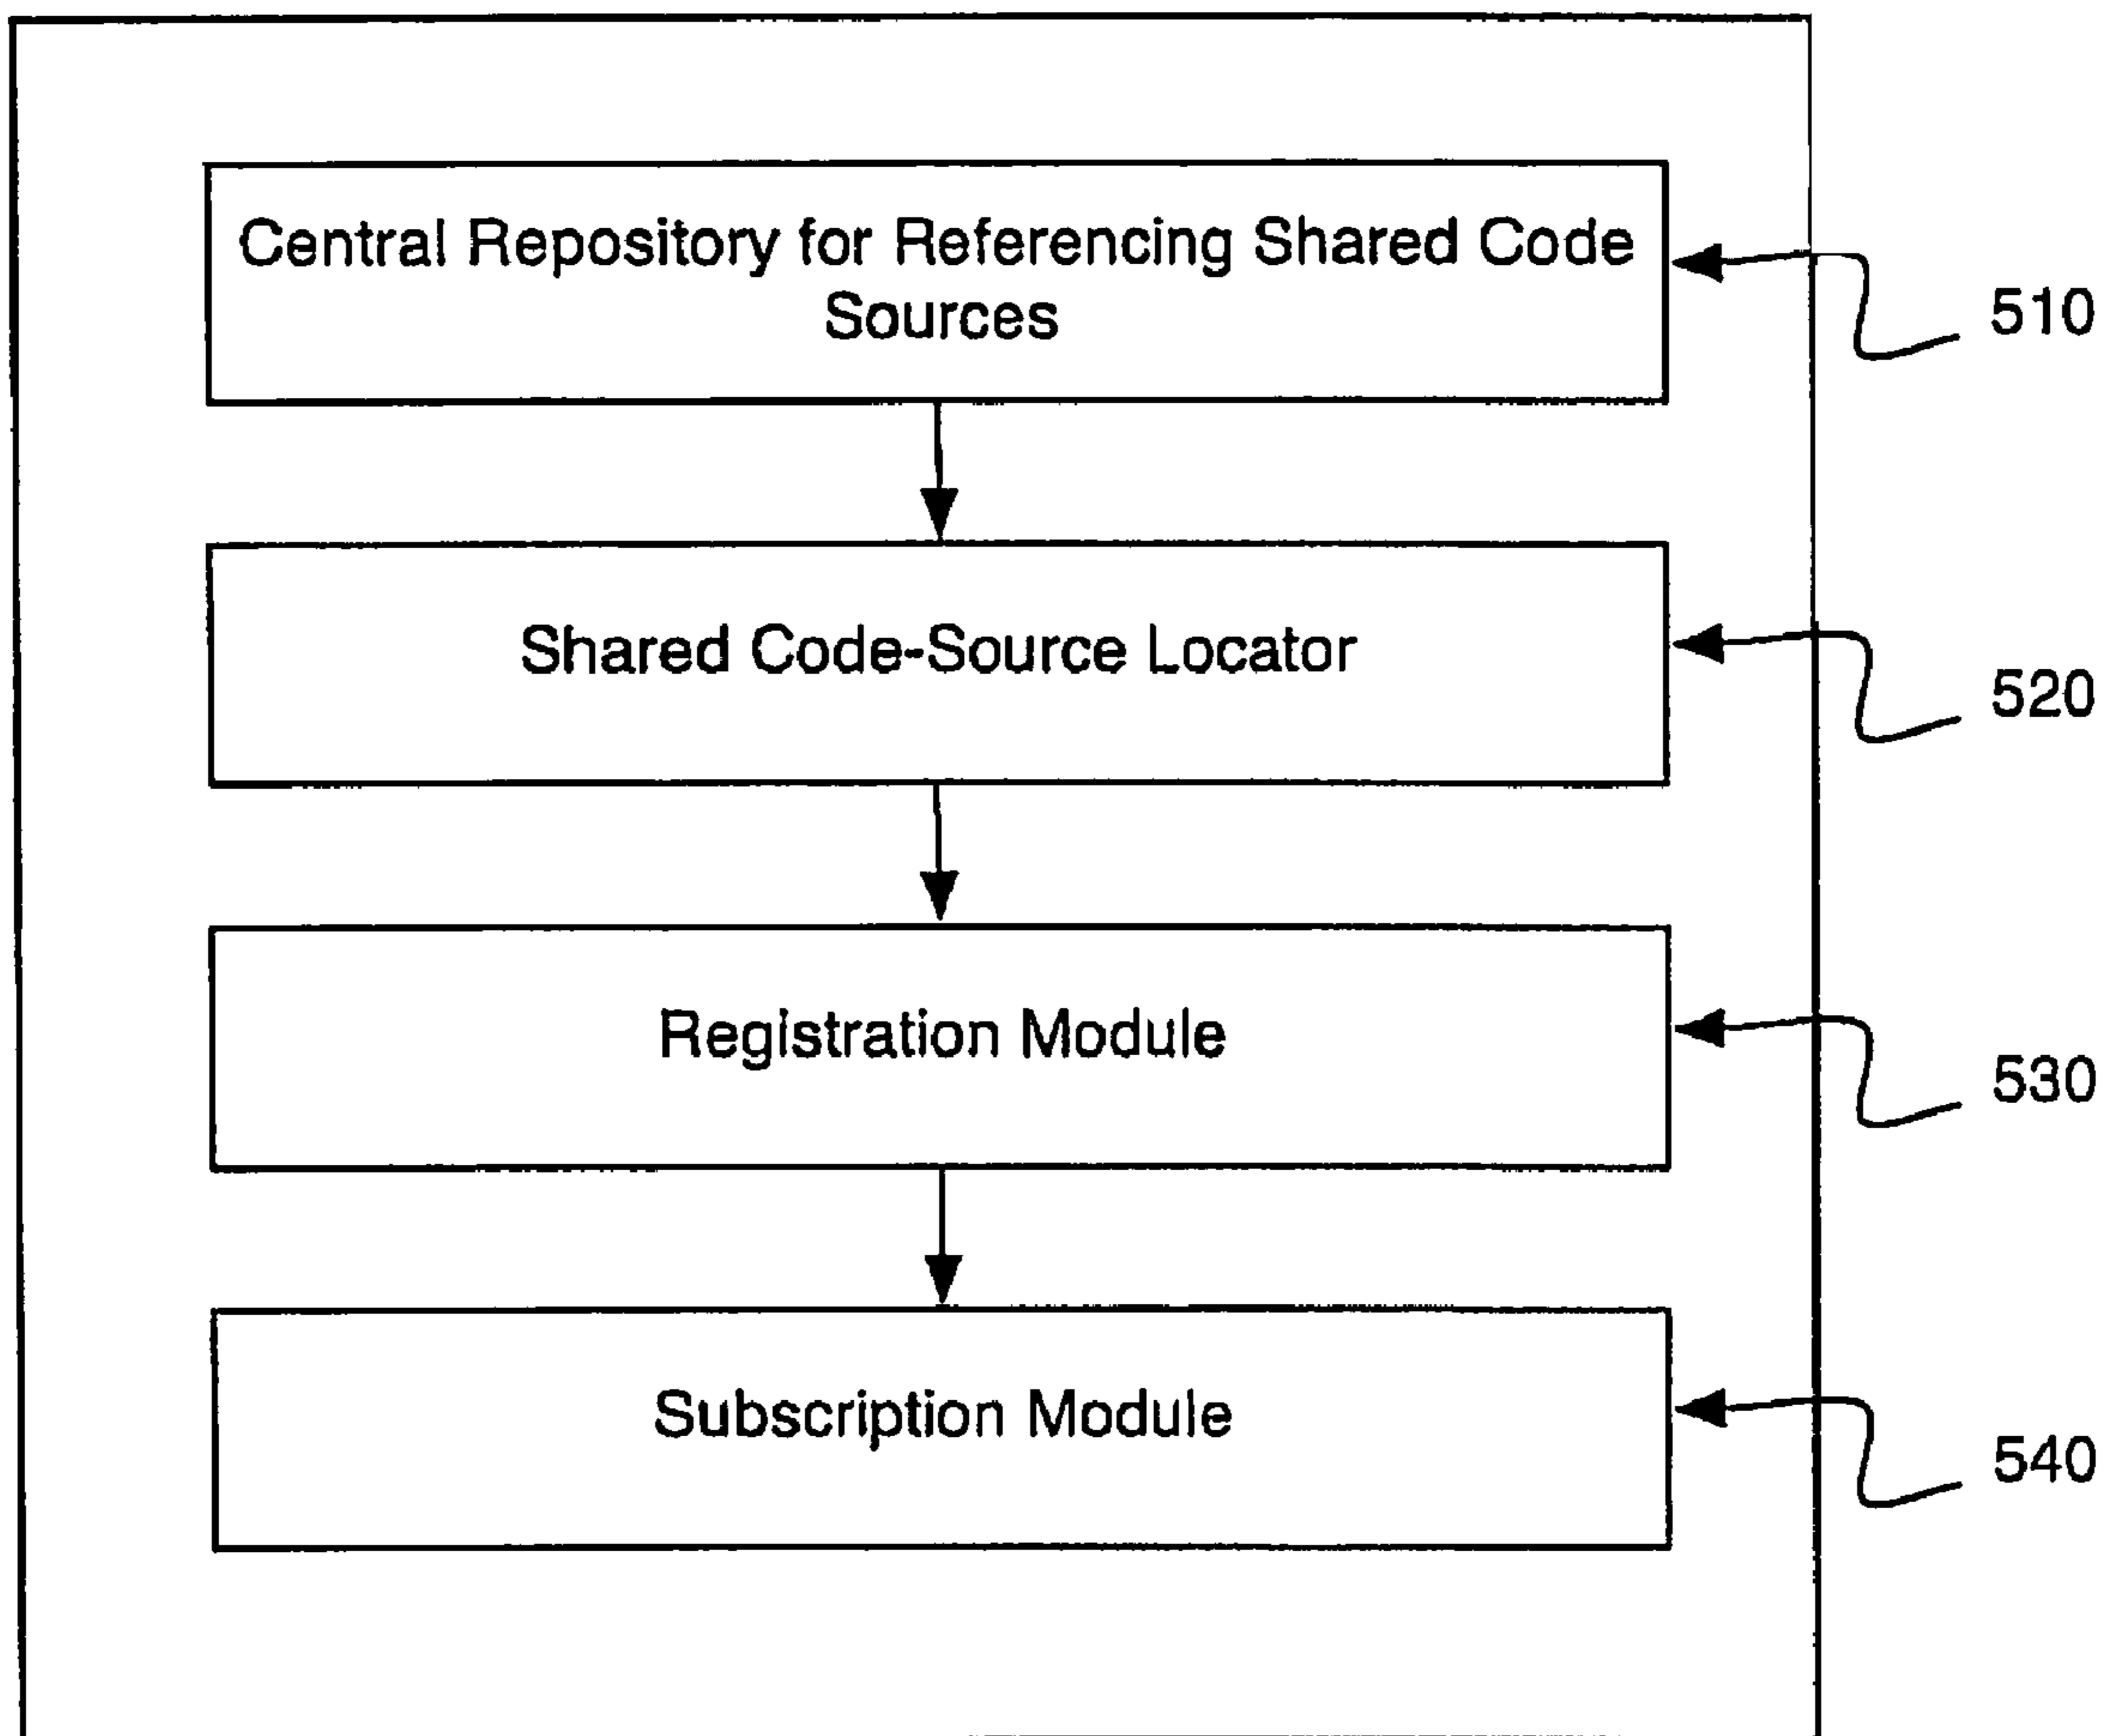 Central Repository for Referencing Shared Code
Sources
510
Shared Code-Source Locator
520
Registration Module
530
Subscription Module
540